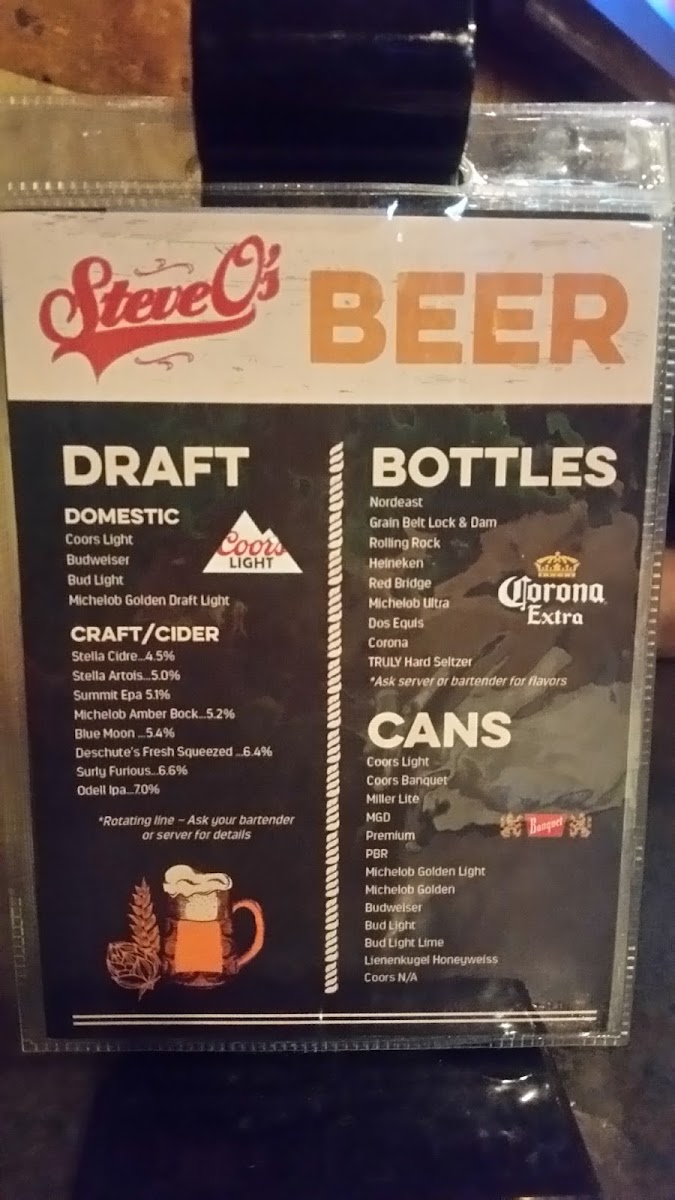 SteveO's BEER
DRAFT
DOMESTIC
Coors Light
Budweiser
Bud Light
Michelob Golden Draft Light
Coors
LIGHT
CRAFT/CIDER
Stella Cidre...4.5%
Stella Artois...5.0%
Summit Epa 5.1%
Michelob Amber Bock...5.2%
Blue Moon ...5.4%
Deschute's Fresh Squeezed ...6.4%
Surly Furious...6.6%
Odell Ipa...7.0%
*Rotating line – Ask your bartender
or server for details
BOTTLES
Nordeast
Grain Belt Lock & Dam
Rolling Rock
Heineken
Red Bridge
Michelob Ultra
Dos Equis
Corona
TRULY Hard Seltzer
*Ask server or bartender for flavors
Corona
Extra
CANS
Coors Light
Coors Banquet
Miller Lite
MGD
Premium
PBR
Michelob Golden Light
Michelob Golden
Budweiser
Bud Light
Bud Light Lime
Lienenkugel Honeyweiss
Coors N/A
Banquet